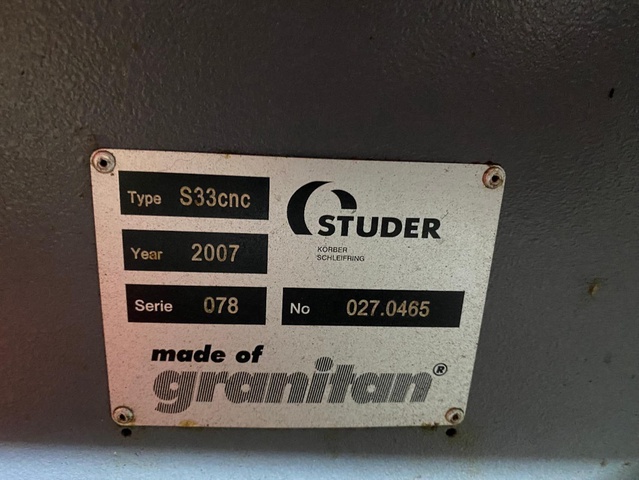 Type S33cnc
STUDER
KÖRBER
SCHLEIFRING
Year 2007
Serie 078
No 027.0465
made of
granitan®